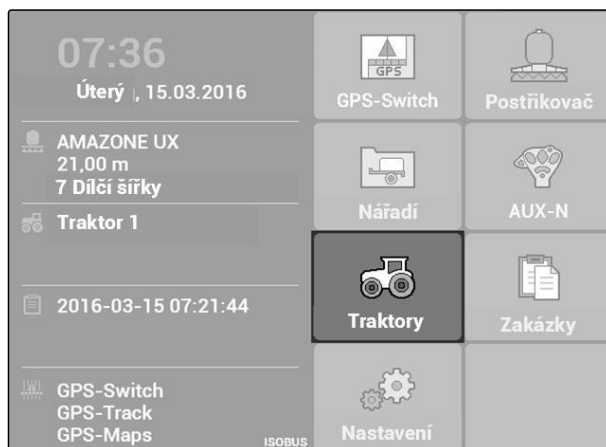 07:36
Úterý , 15.03.2016
AMAZONE UX
21,00 m
7 Dílčí šířky
Traktor 1
2016-03-15 07:21:44
GPS-Switch
GPS-Track
GPS-Maps
ISOBUS
GPS
GPS-Switch
Postřikovač
Nářadí
AUX-N
Traktory
Zakázky
Nastavení